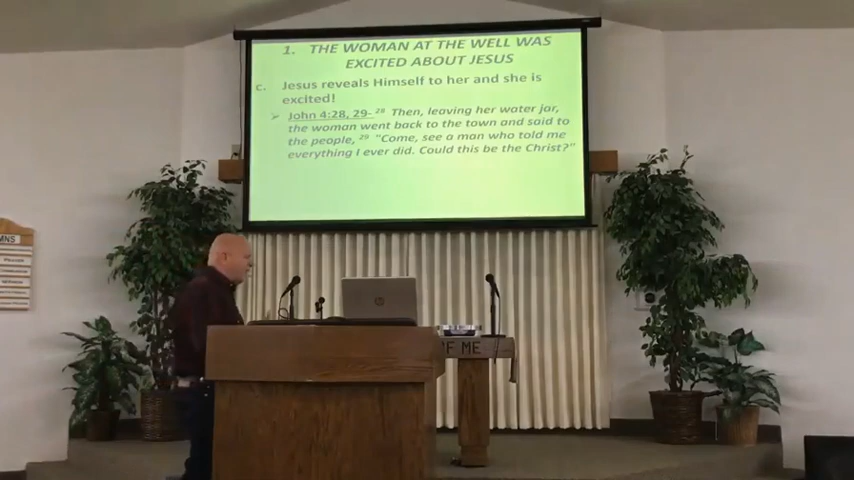 1. THE WOMAN AT THE WELL WAS
EXCITED ABOUT JESUS
c. Jesus reveals Himself to her and she is
excited!
➢ John 4:28, 29- 28 Then, leaving her water jar,
the woman went back to the town and said to
the people, 29 "Come, see a man who told me
everything I ever did. Could this be the Christ?"
OF ME